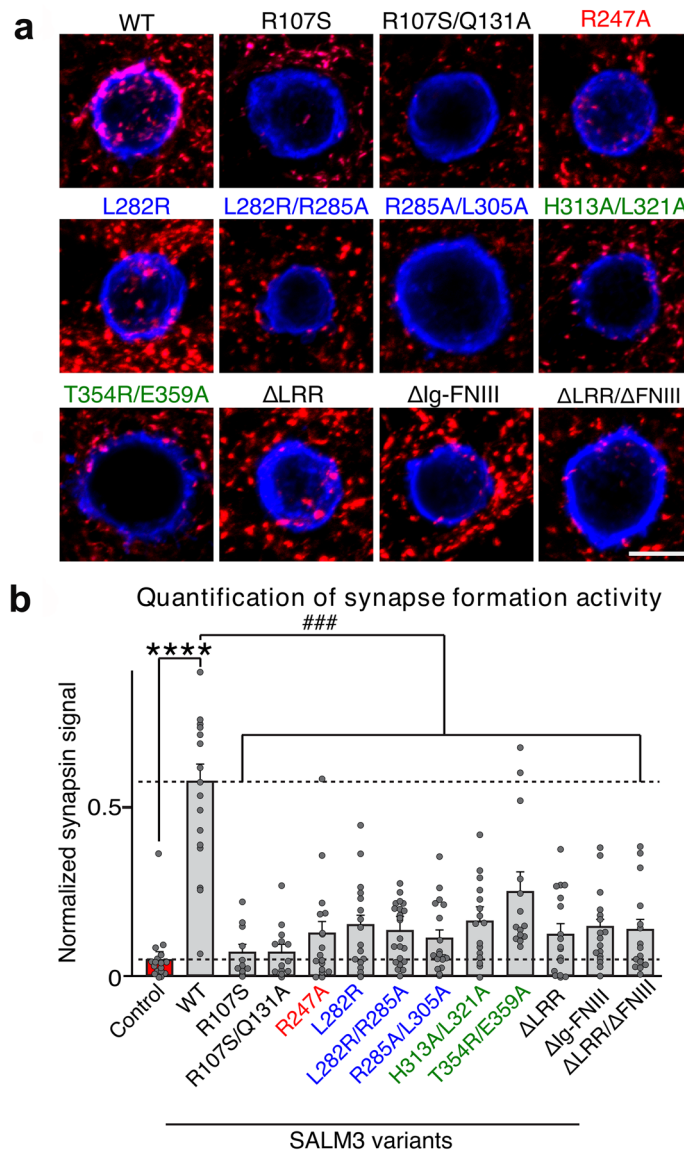 a
WT R107S R107S/Q131A R247A
L282R L282R/R285A R285A/L305A H313A/L321A
T354R/E359A ΔLRR ΔIg-FNIII ΔLRR/ΔFNIII
b
Quantification of synapse formation activity
###
****
Normalized synapsin signal
0.5
0
Control WT R107S R107S/Q131A R247A L282R L282R/R285A R285A/L305A H313A/L321A T354R/E359A ΔLRR ΔIg-FNIII ΔLRR/ΔFNIII
SALM3 variants